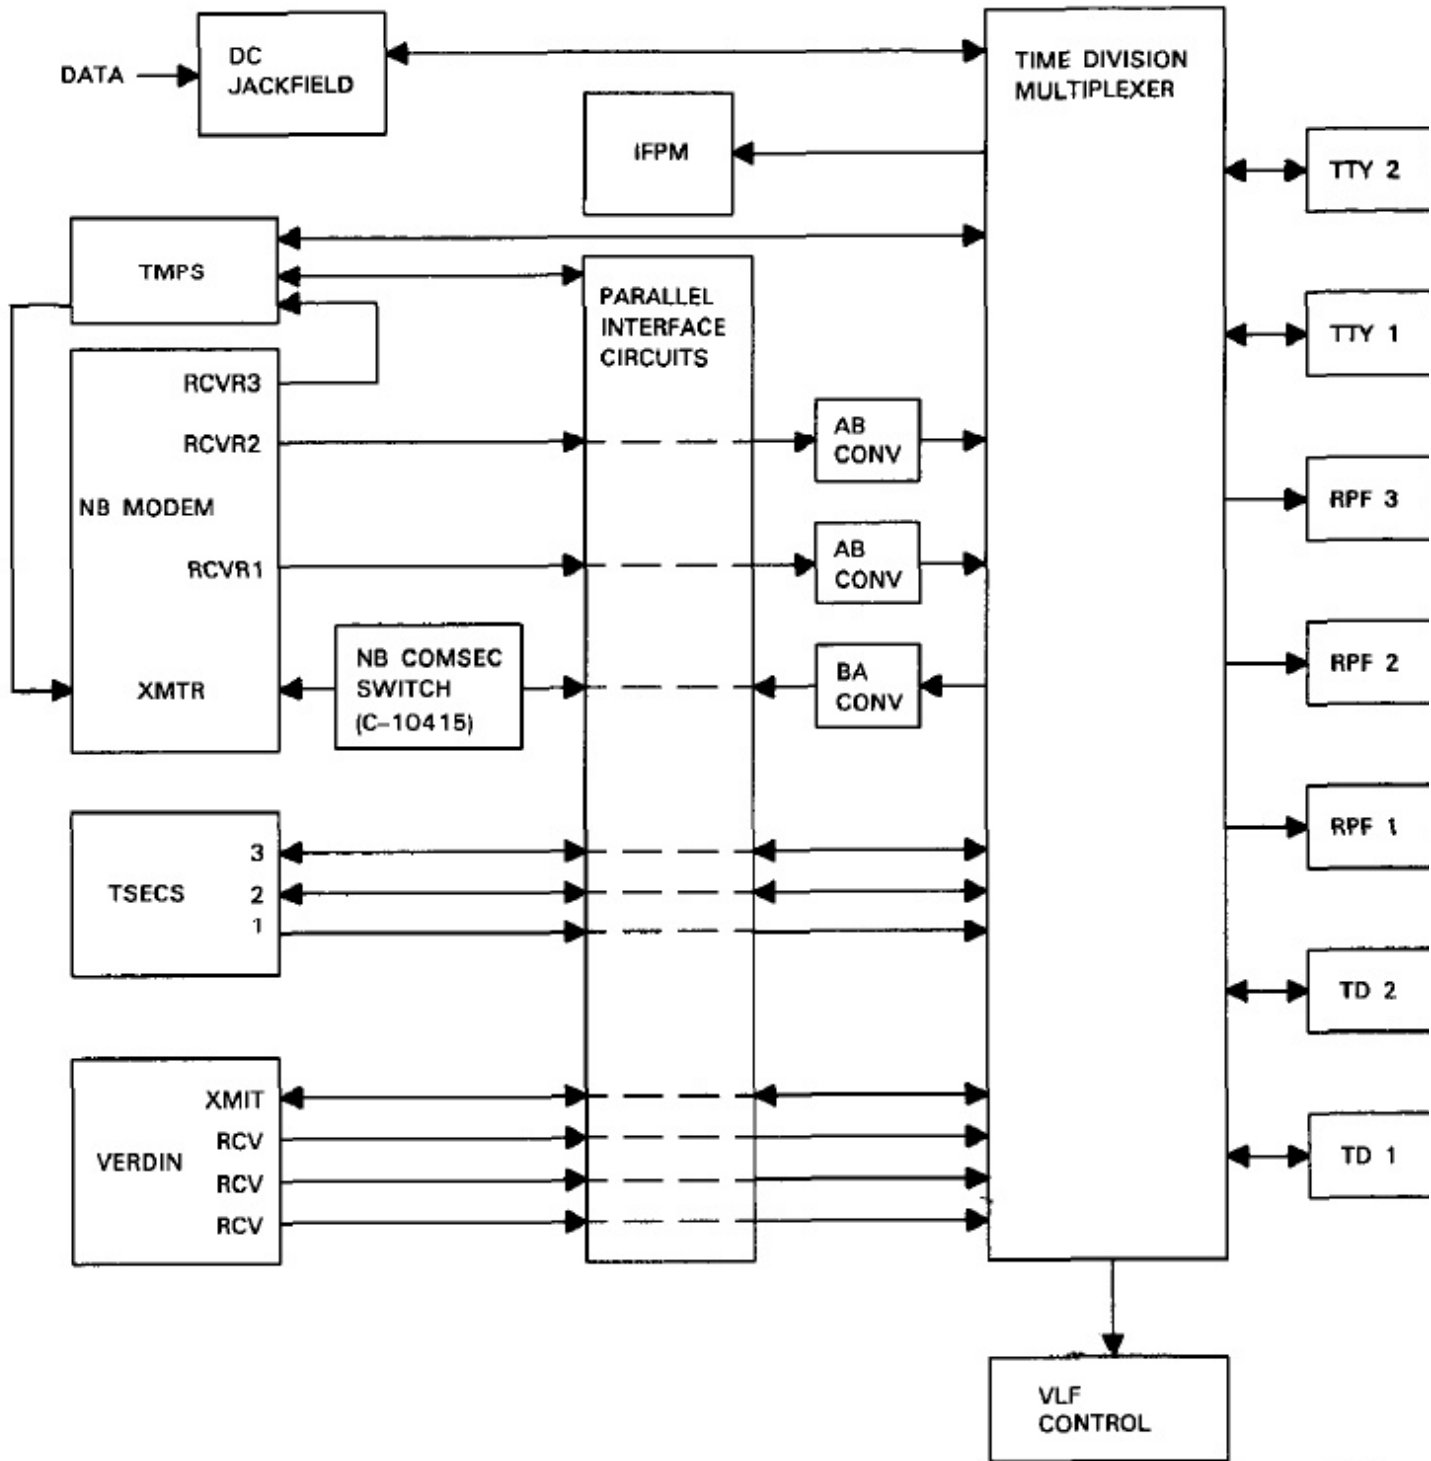 DATA
DC
JACKFIELD
TIME DIVISION
MULTIPLEXER
IFPM
TTY 2
TMPS
PARALLEL
INTERFACE
CIRCUITS
TTY 1
NB MODEM
RCVR3
RCVR2
RCVR1
XMTR
AB
CONV
AB
CONV
BA
CONV
NB COMSEC
SWITCH
(C-10415)
RPF 3
RPF 2
RPF 1
TSECS
3
2
1
TD 2
VERDIN
XMIT
RCV
RCV
RCV
TD 1
VLF
CONTROL